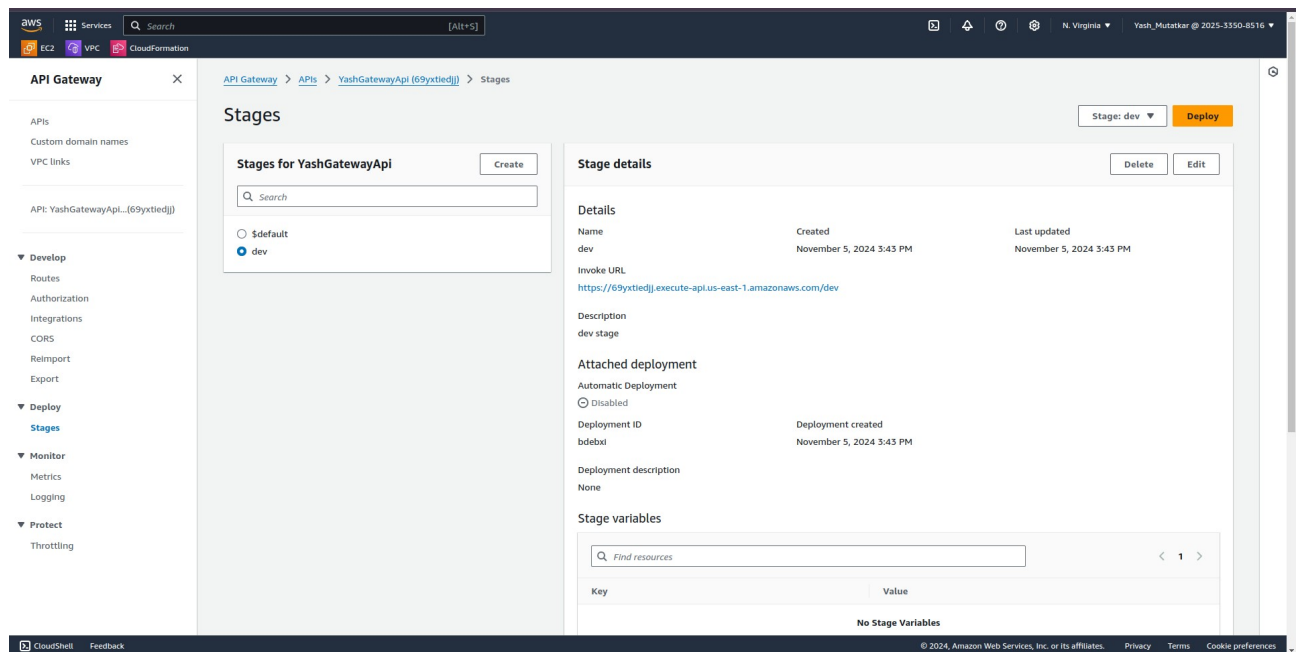 aws
Services
Search
[Alt+S]
N. Virginia ▼
Yash_Mutatkar @ 2025-3350-8516 ▼
EC2
VPC
CloudFormation
API Gateway
APIs
Custom domain names
VPC links
API: YashGatewayApi...(69yxtiedjj)
▼ Develop
Routes
Authorization
Integrations
CORS
Reimport
Export
▼ Deploy
Stages
▼ Monitor
Metrics
Logging
▼ Protect
Throttling
API Gateway > APIs > YashGatewayApi (69yxtiedjj) > Stages
Stages
Stage: dev ▼
Deploy
Stages for YashGatewayApi
Create
Search
$default
dev
Stage details
Delete
Edit
Details
Name
dev
Created
November 5, 2024 3:43 PM
Last updated
November 5, 2024 3:43 PM
Invoke URL
https://69yxtiedjj.execute-api.us-east-1.amazonaws.com/dev
Description
dev stage
Attached deployment
Automatic Deployment
Disabled
Deployment ID
bdebxi
Deployment created
November 5, 2024 3:43 PM
Deployment description
None
Stage variables
Find resources
< 1 >
Key
Value
No Stage Variables
CloudShell
Feedback
© 2024, Amazon Web Services, Inc. or its affiliates.
Privacy
Terms
Cookie preferences